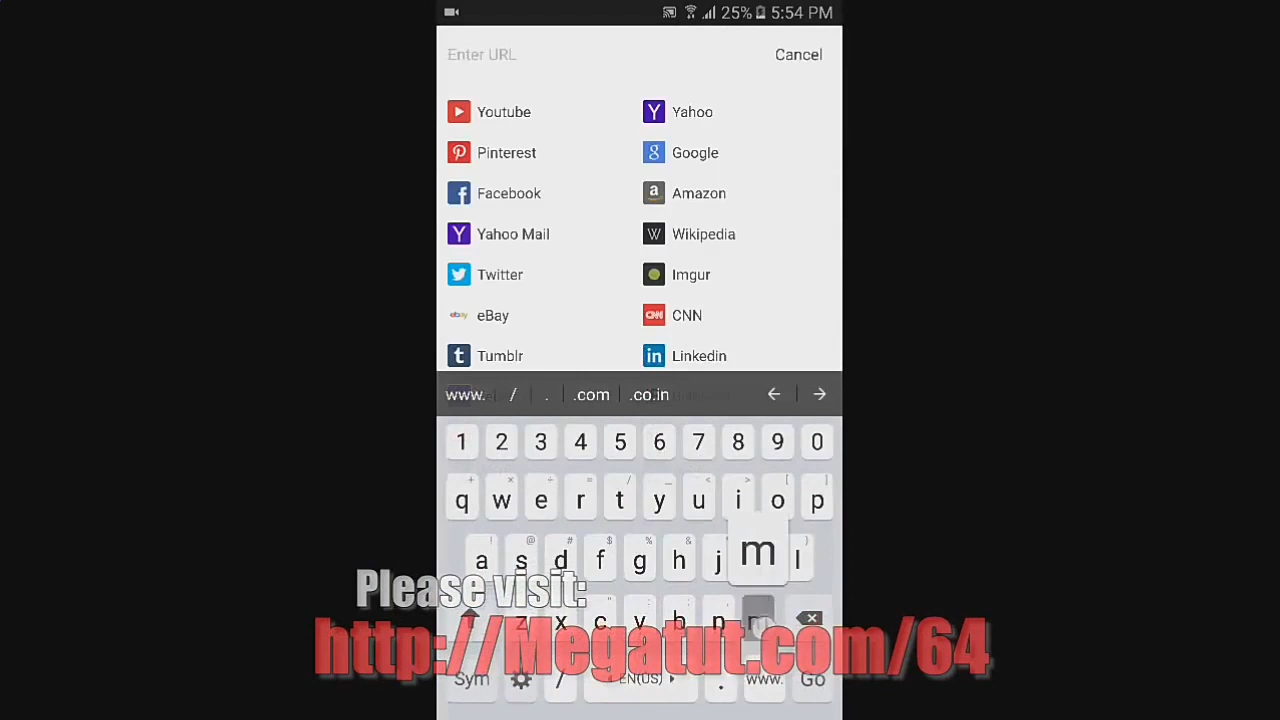 25% 5:54 PM
Enter URL Cancel
Youtube Yahoo
Pinterest Google
Facebook Amazon
Yahoo Mail Wikipedia
Twitter Imgur
eBay CNN
Tumblr Linkedin
www. / . .com .co.in
1 2 3 4 5 6 7 8 9 0
q w e r t y u i o p
a s d f g h j m l
Please visit:
z x c v b n m
http://Megatut.com/64
Sym / EN(US) . www. Go